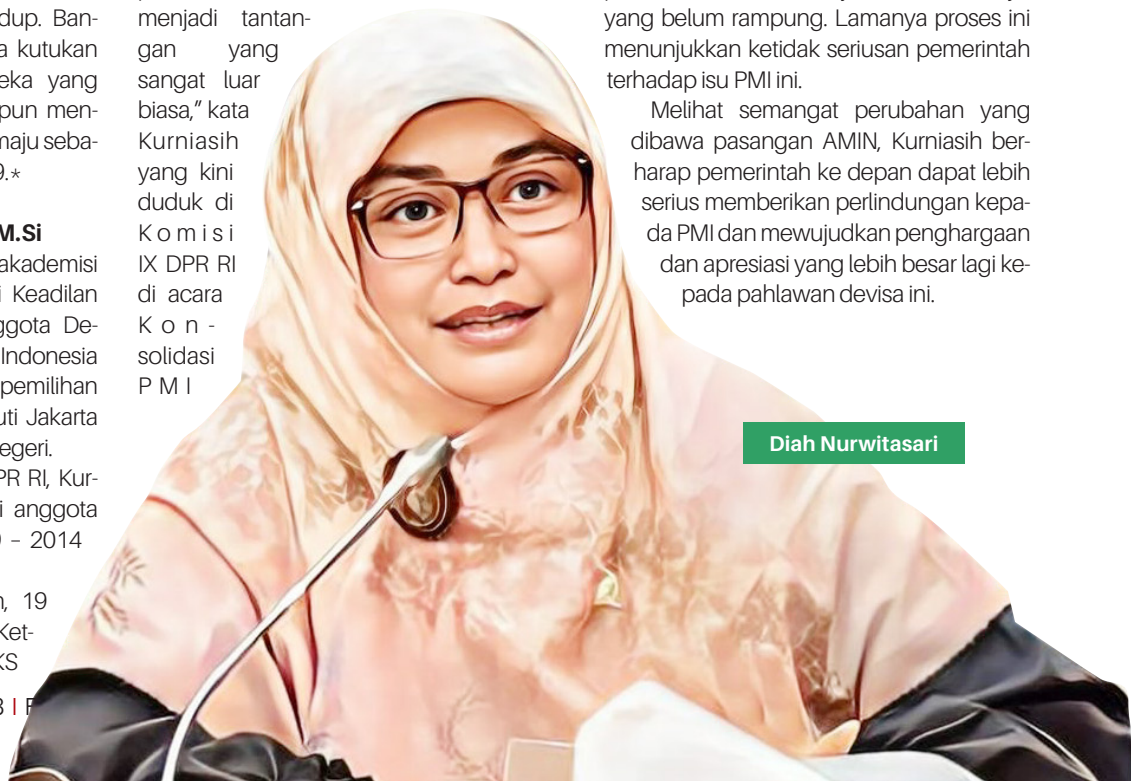 dup. Ban-
a kutukan
eka yang
pun men-
maju seba-
9.*
M.Si
akademisi
i Keadilan
ggota De-
Indonesia
pemilihan
uti Jakarta
egeri.
PR RI, Kur-
i anggota
– 2014
, 19
Ket-
KS
menjadi tantan-
gan yang
sangat luar
biasa,” kata
Kurniasih
yang kini
duduk di
Komisi
IX DPR RI
di acara
Kon-
solidasi
PMI
yang belum rampung. Lamanya proses ini
menunjukkan ketidak seriusan pemerintah
terhadap isu PMI ini.
Melihat semangat perubahan yang
dibawa pasangan AMIN, Kurniasih ber-
harap pemerintah ke depan dapat lebih
serius memberikan perlindungan kepa-
da PMI dan mewujudkan penghargaan
dan apresiasi yang lebih besar lagi ke-
pada pahlawan devisa ini.
Diah Nurwitasari